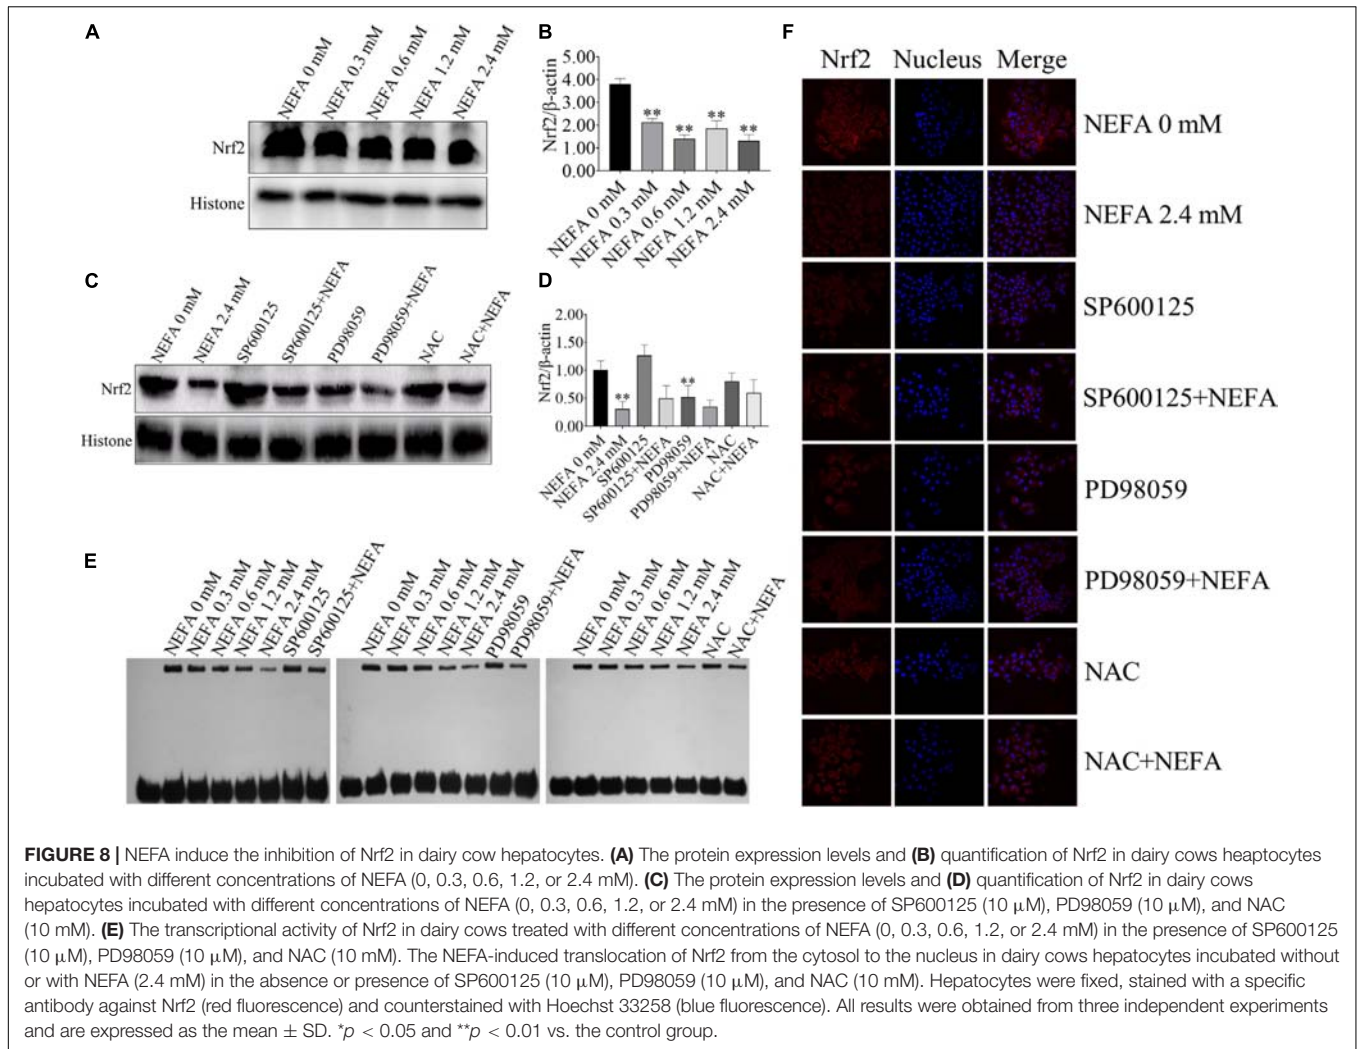 A
NEFA 0 mM
NEFA 0.3 mM
NEFA 0.6 mM
NEFA 1.2 mM
NEFA 2.4 mM
Nrf2
Histone
B
Nrf2/β-actin
5.00
4.00
3.00
2.00
1.00
0.00
**
**
**
**
NEFA 0 mM
NEFA 0.3 mM
NEFA 0.6 mM
NEFA 1.2 mM
NEFA 2.4 mM
C
NEFA 0 mM
NEFA 2.4 mM
SP600125
SP600125+NEFA
PD98059
PD98059+NEFA
NAC
NAC+NEFA
Nrf2
Histone
D
Nrf2/β-actin
2.00
1.50
1.00
0.50
0.00
**
**
NEFA 0 mM
NEFA 2.4 mM
SP600125
SP600125+NEFA
PD98059
PD98059+NEFA
NAC
NAC+NEFA
E
NEFA 0 mM
NEFA 0.3 mM
NEFA 0.6 mM
NEFA 1.2 mM
NEFA 2.4 mM
SP600125
SP600125+NEFA
NEFA 0 mM
NEFA 0.3 mM
NEFA 0.6 mM
NEFA 1.2 mM
NEFA 2.4 mM
PD98059
PD98059+NEFA
NEFA 0 mM
NEFA 0.3 mM
NEFA 0.6 mM
NEFA 1.2 mM
NEFA 2.4 mM
NAC
NAC+NEFA
F
Nrf2 Nucleus Merge
NEFA 0 mM
NEFA 2.4 mM
SP600125
SP600125+NEFA
PD98059
PD98059+NEFA
NAC
NAC+NEFA
FIGURE 8 | NEFA induce the inhibition of Nrf2 in dairy cow hepatocytes. (A) The protein expression levels and (B) quantification of Nrf2 in dairy cows heaptocytes
incubated with different concentrations of NEFA (0, 0.3, 0.6, 1.2, or 2.4 mM). (C) The protein expression levels and (D) quantification of Nrf2 in dairy cows
hepatocytes incubated with different concentrations of NEFA (0, 0.3, 0.6, 1.2, or 2.4 mM) in the presence of SP600125 (10 μM), PD98059 (10 μM), and NAC
(10 mM). (E) The transcriptional activity of Nrf2 in dairy cows treated with different concentrations of NEFA (0, 0.3, 0.6, 1.2, or 2.4 mM) in the presence of SP600125
(10 μM), PD98059 (10 μM), and NAC (10 mM). The NEFA-induced translocation of Nrf2 from the cytosol to the nucleus in dairy cows hepatocytes incubated without
or with NEFA (2.4 mM) in the absence or presence of SP600125 (10 μM), PD98059 (10 μM), and NAC (10 mM). Hepatocytes were fixed, stained with a specific
antibody against Nrf2 (red fluorescence) and counterstained with Hoechst 33258 (blue fluorescence). All results were obtained from three independent experiments
and are expressed as the mean ± SD. *p < 0.05 and **p < 0.01 vs. the control group.